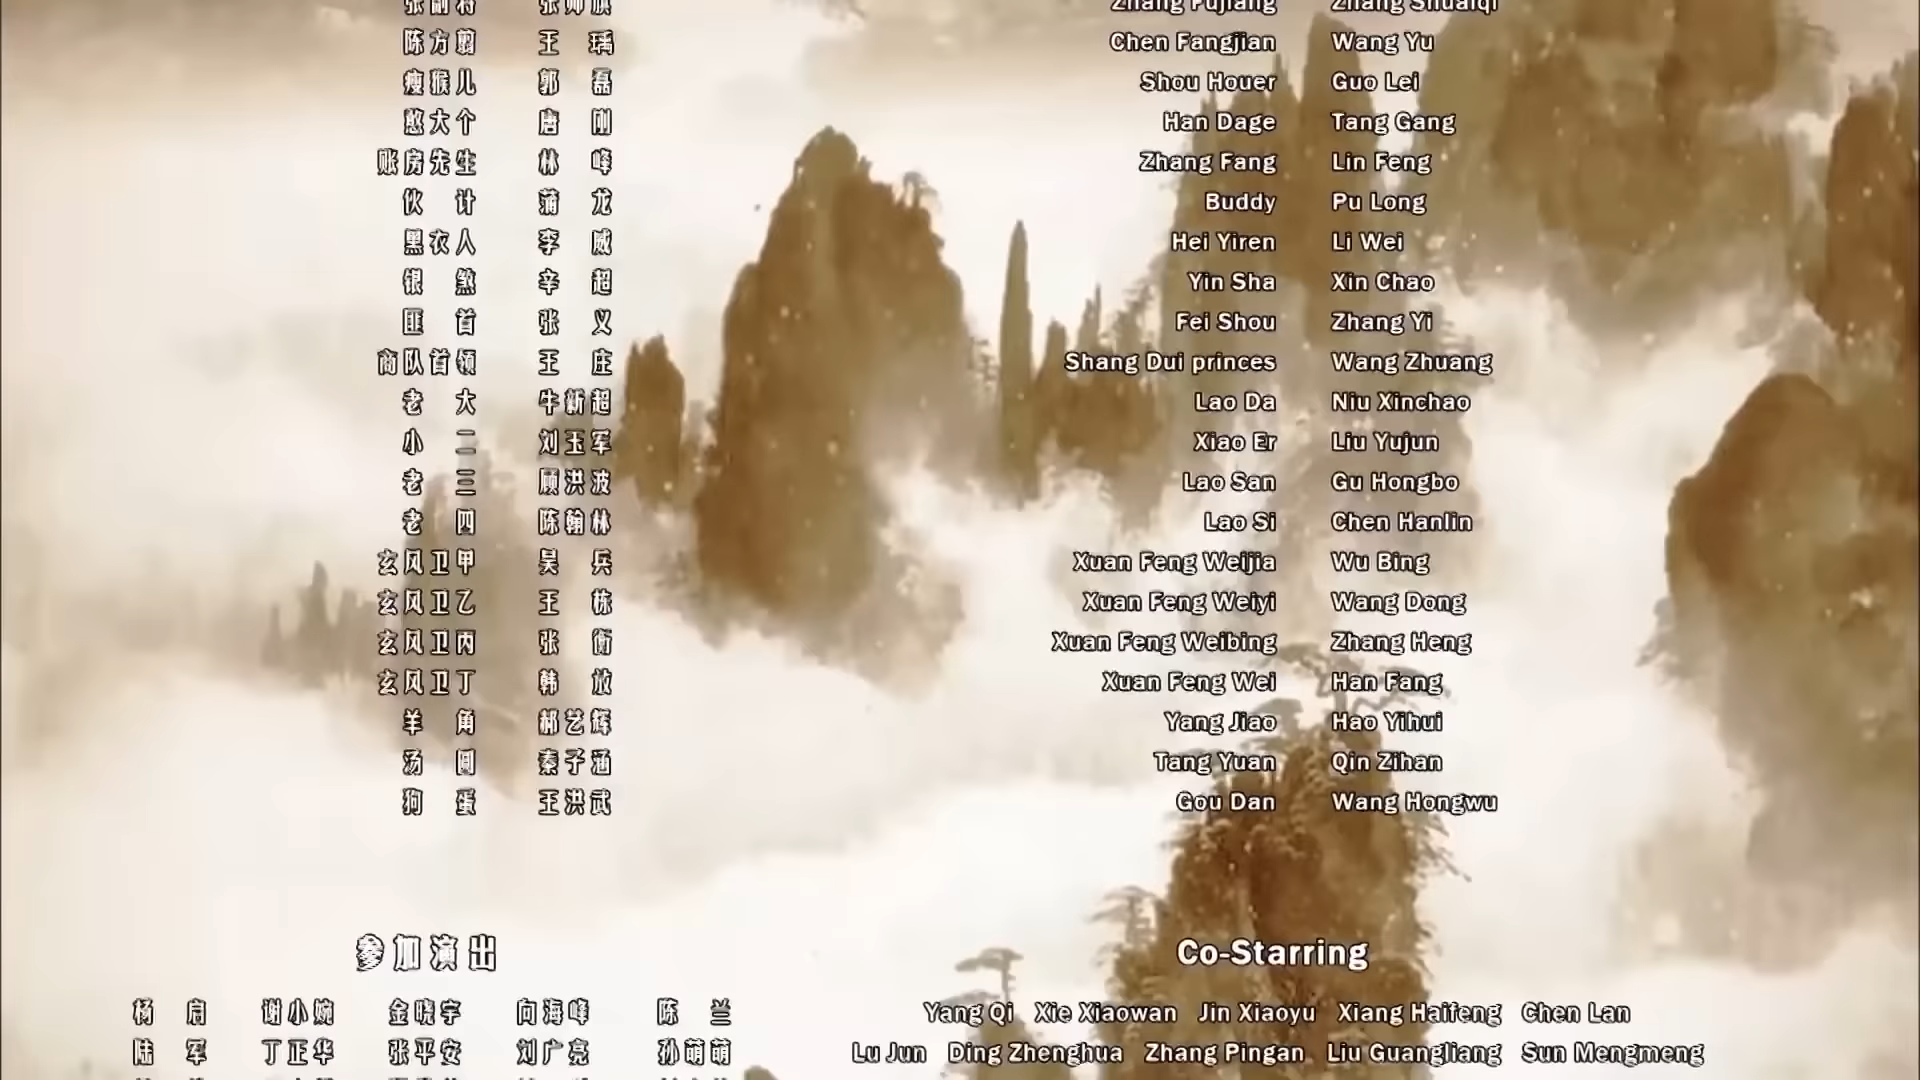 张副将 张帅旗 Zhang Fujiang Zhang Shuaiqi
陈方剪 王瑀 Chen Fangjian Wang Yu
瘦猴儿 郭磊 Shou Houer Guo Lei
憨大个 唐刚 Han Dage Tang Gang
账房先生 林峰 Zhang Fang Lin Feng
伙计 蒲龙 Buddy Pu Long
黑衣人 李威 Hei Yiren Li Wei
银煞 辛超 Yin Sha Xin Chao
匪首 张义 Fei Shou Zhang Yi
商队首领 王庄 Shang Dui princes Wang Zhuang
老大 牛新超 Lao Da Niu Xinchao
小二 刘玉军 Xiao Er Liu Yujun
老三 顾洪波 Lao San Gu Hongbo
老四 陈翰林 Lao Si Chen Hanlin
玄风卫甲 吴兵 Xuan Feng Weijia Wu Bing
玄风卫乙 王栋 Xuan Feng Weiyi Wang Dong
玄风卫丙 张衡 Xuan Feng Weibing Zhang Heng
玄风卫丁 韩放 Xuan Feng Wei Han Fang
羊角 郝艺辉 Yang Jiao Hao Yihui
汤圆 秦子涵 Tang Yuan Qin Zihan
狗蛋 王洪武 Gou Dan Wang Hongwu
参加演出 Co-Starring
杨启 谢小婉 金晓宇 向海峰 陈兰 Yang Qi Xie Xiaowan Jin Xiaoyu Xiang Haifeng Chen Lan
陆军 丁正华 张平安 刘广亮 孙萌萌 Lu Jun Ding Zhenghua Zhang Pingan Liu Guangliang Sun Mengmeng